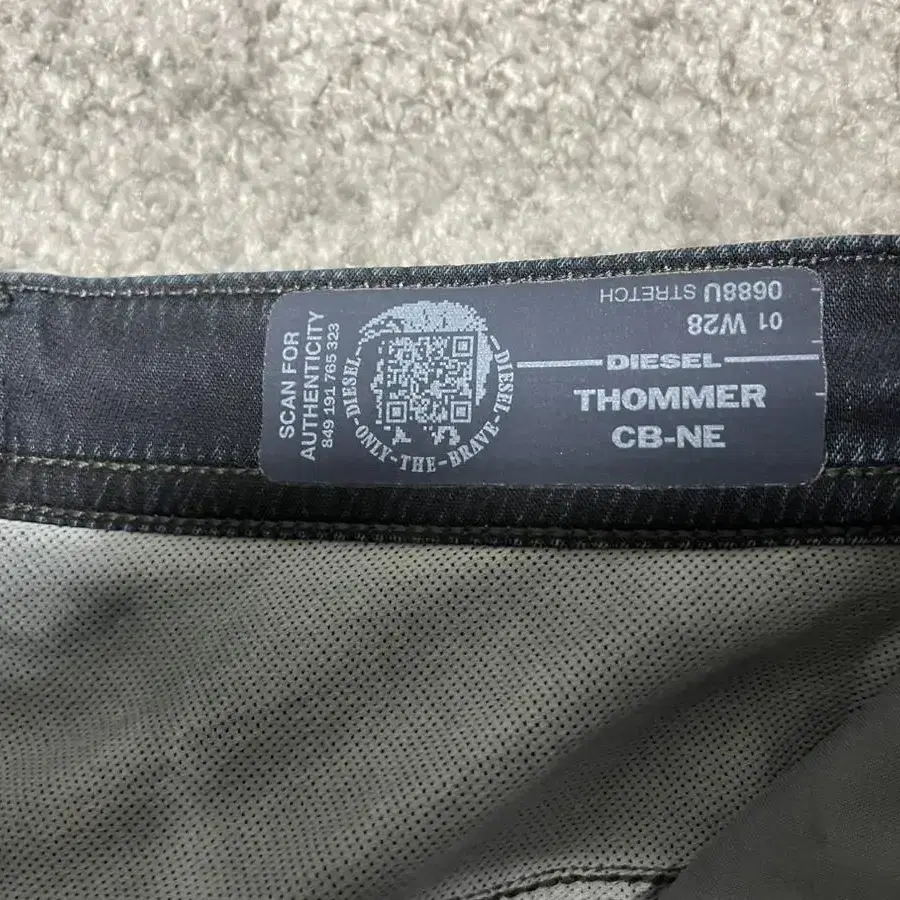 SCAN FOR
AUTHENTICITY
849 191 765 323
DIESEL-ONLY-THE-BRAVE-DIESEL
0688U STRETCH
01 W28
DIESEL
THOMMER
CB-NE